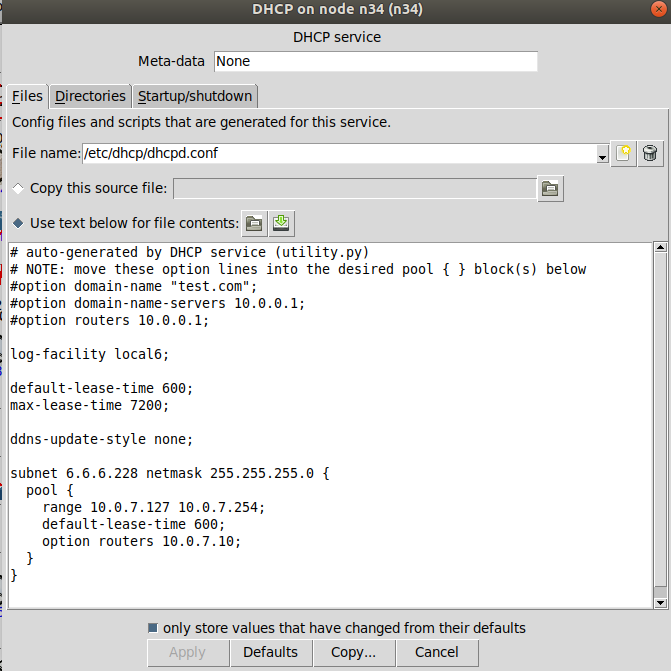 DHCP on node n34 (n34)
DHCP service
Meta-data None
Files Directories Startup/shutdown
Config files and scripts that are generated for this service.
File name: /etc/dhcp/dhcpd.conf
Copy this source file:
Use text below for file contents:
# auto-generated by DHCP service (utility.py)
# NOTE: move these option lines into the desired pool { } block(s) below
#option domain-name "test.com";
#option domain-name-servers 10.0.0.1;
#option routers 10.0.0.1;
log-facility local6;
default-lease-time 600;
max-lease-time 7200;
ddns-update-style none;
subnet 6.6.6.228 netmask 255.255.255.0 {
  pool {
    range 10.0.7.127 10.0.7.254;
    default-lease-time 600;
    option routers 10.0.7.10;
  }
}
only store values that have changed from their defaults
Apply Defaults Copy... Cancel